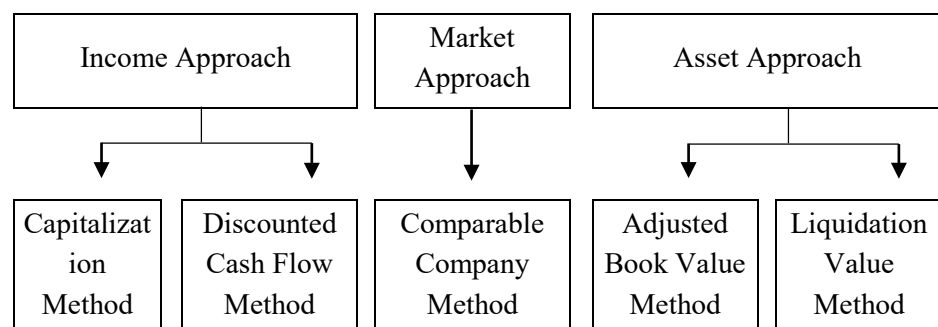 Income Approach
Market
Approach
Asset Approach
Capitalizat
ion
Method
Discounted
Cash Flow
Method
Comparable
Company
Method
Adjusted
Book Value
Method
Liquidation
Value
Method